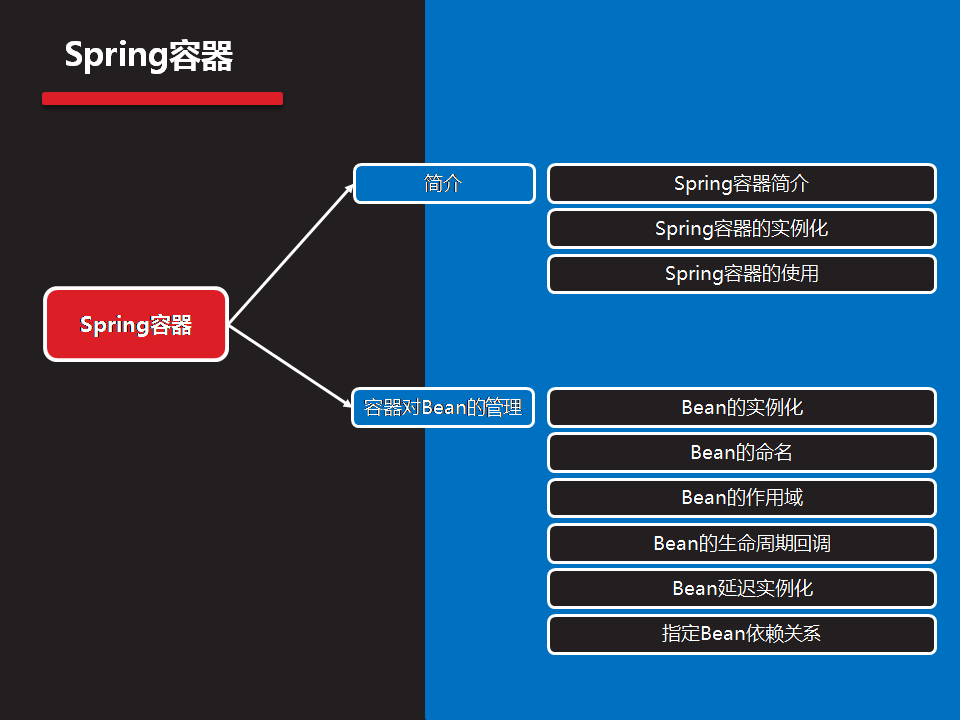 Spring容器
Spring容器
简介
Spring容器简介
Spring容器的实例化
Spring容器的使用
容器对Bean的管理
Bean的实例化
Bean的命名
Bean的作用域
Bean的生命周期回调
Bean延迟实例化
指定Bean依赖关系